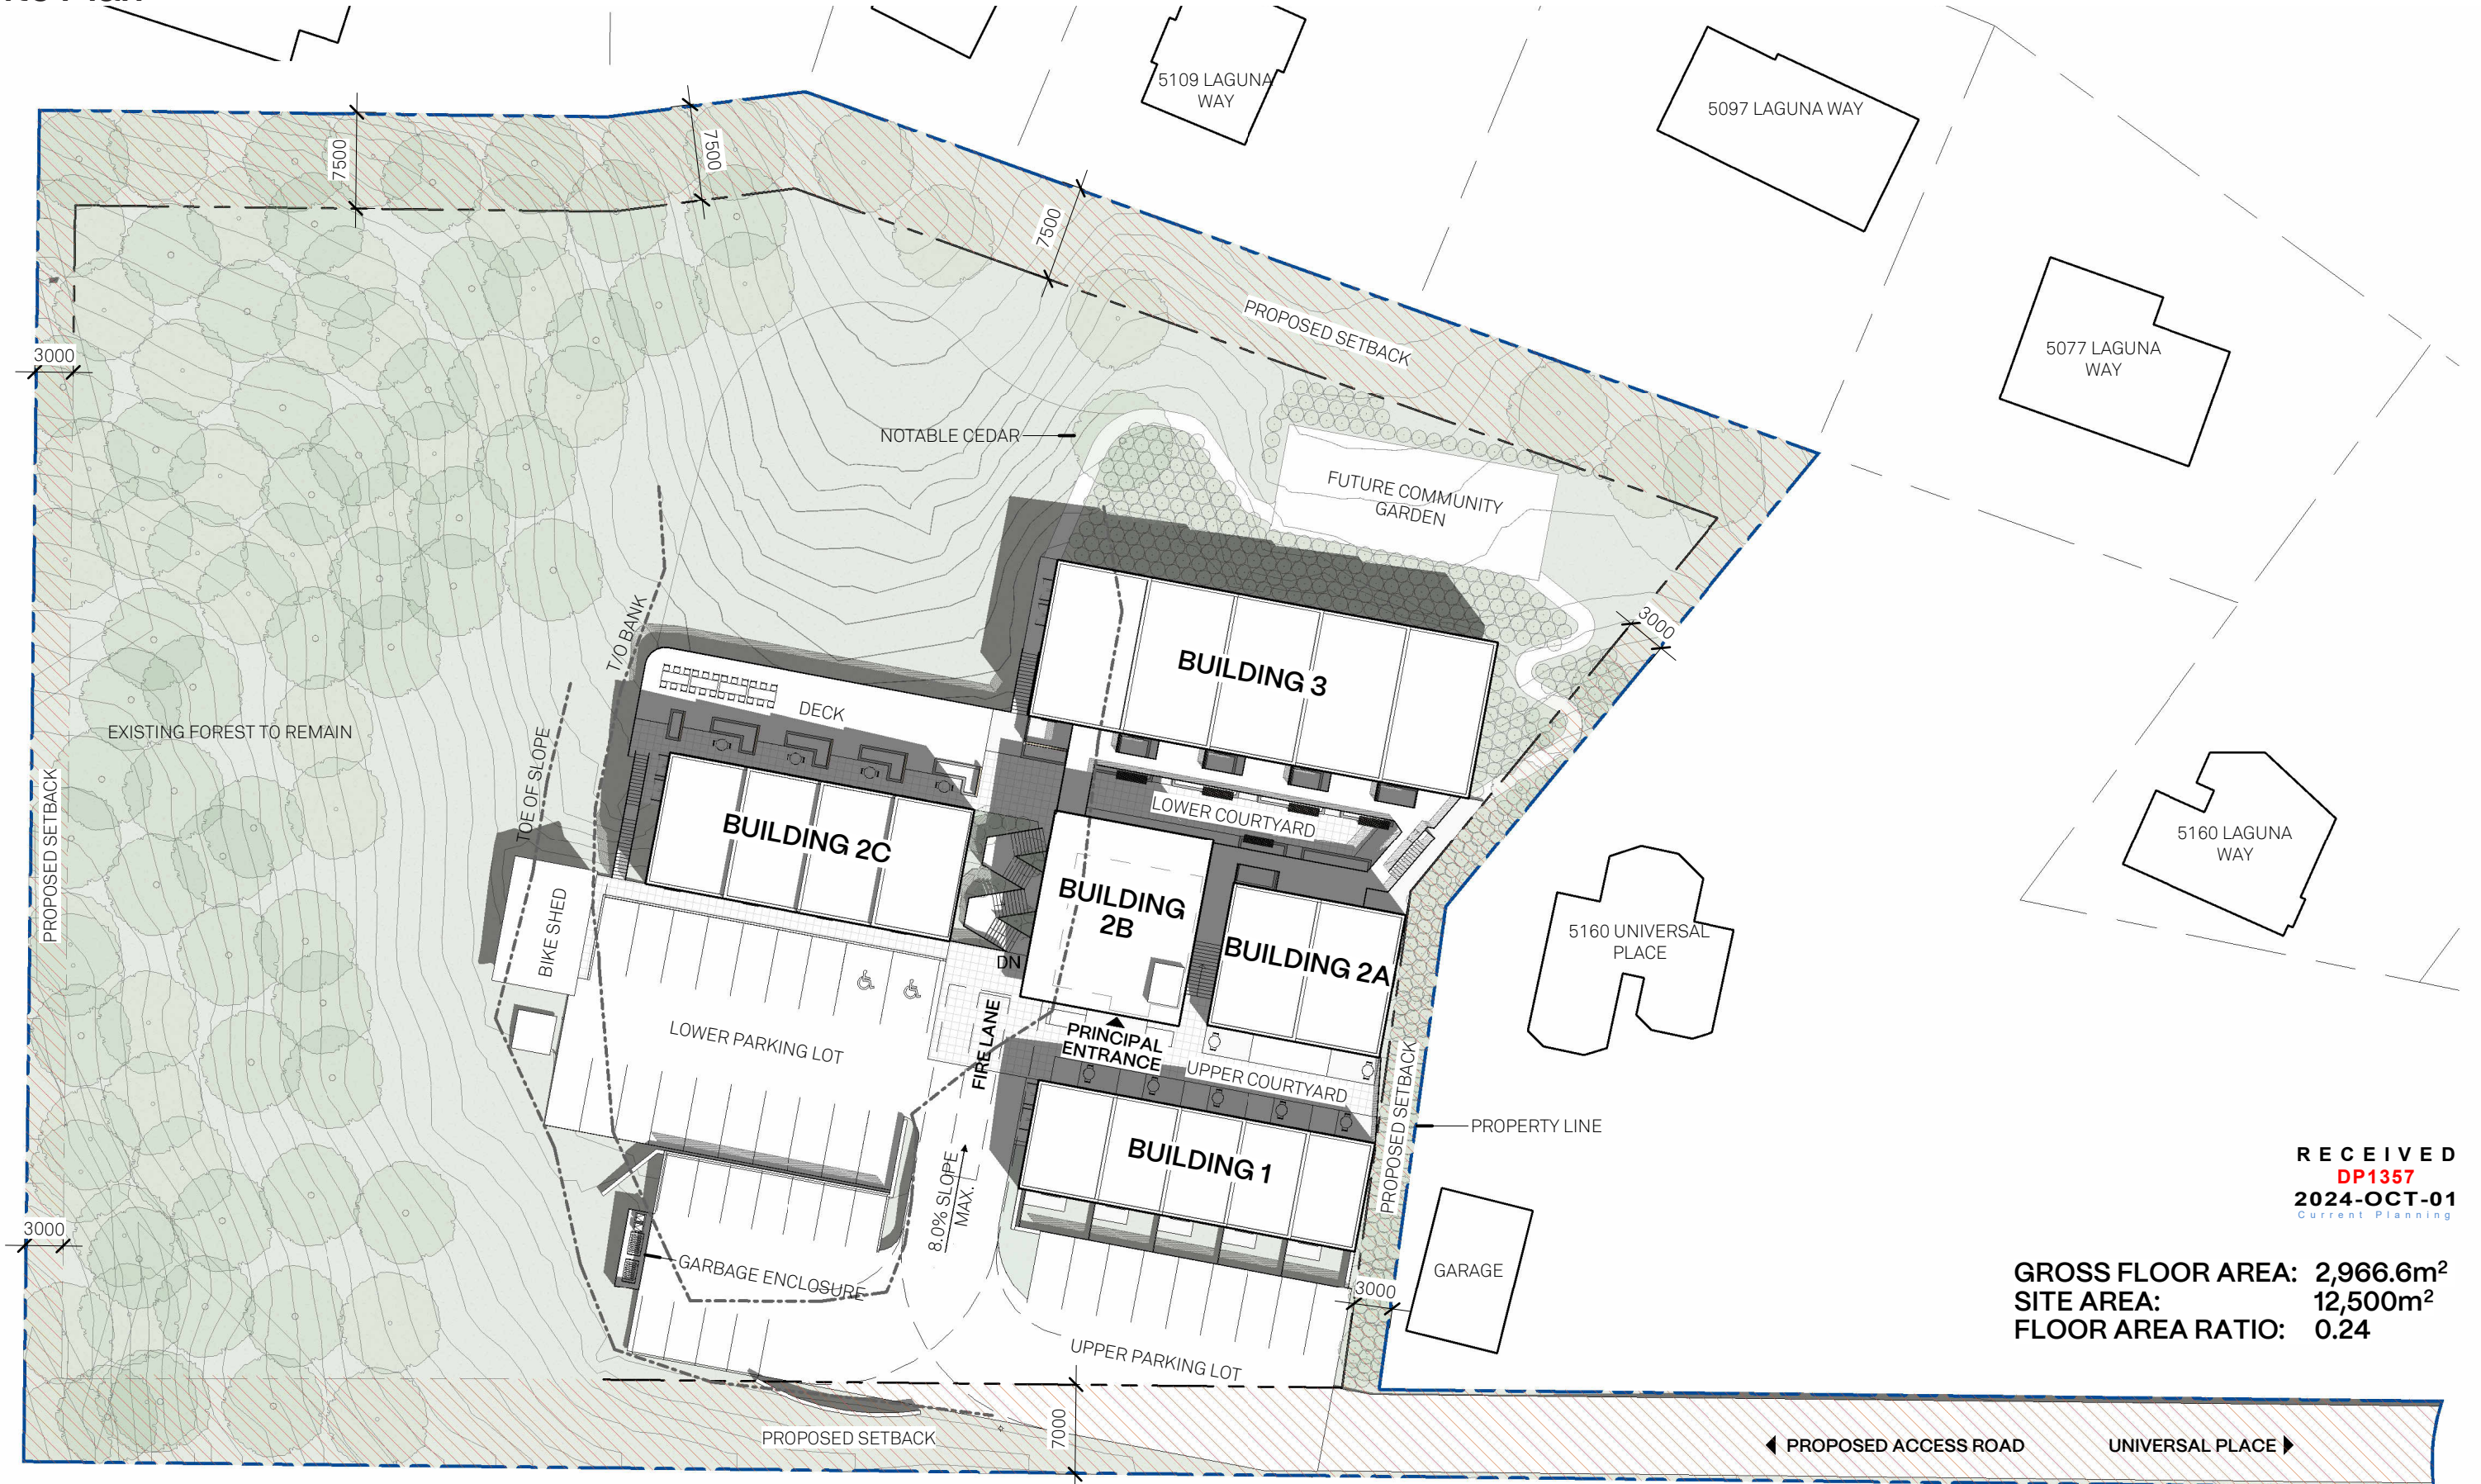 5109 LAGUNA
WAY
5097 LAGUNA WAY
7500
7500
7500
PROPOSED SETBACK
3000
5077 LAGUNA
WAY
NOTABLE CEDAR
FUTURE COMMUNITY
GARDEN
T/O BANK
3000
BUILDING 3
DECK
EXISTING FOREST TO REMAIN
TOE OF SLOPE
PROPOSED SETBACK
LOWER COURTYARD
BUILDING 2C
5160 LAGUNA
WAY
BIKE SHED
BUILDING
2B
5160 UNIVERSAL
PLACE
BUILDING 2A
DN
LOWER PARKING LOT
FIRE LANE
PRINCIPAL
ENTRANCE
UPPER COURTYARD
PROPOSED SETBACK
PROPERTY LINE
BUILDING 1
8.0% SLOPE
MAX.
RECEIVED
DP1357
2024-OCT-01
Current Planning
3000
GARBAGE ENCLOSURE
GARAGE
3000
GROSS FLOOR AREA: 2,966.6m²
SITE AREA: 12,500m²
FLOOR AREA RATIO: 0.24
UPPER PARKING LOT
PROPOSED SETBACK
7000
PROPOSED ACCESS ROAD
UNIVERSAL PLACE